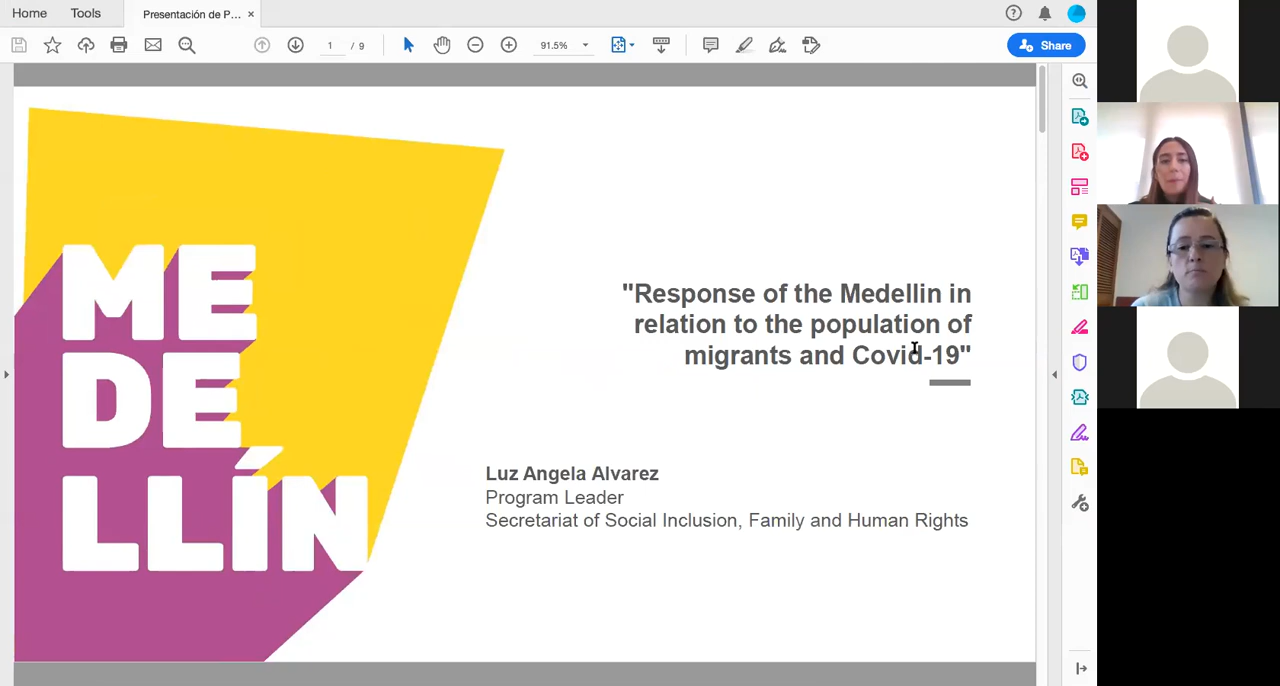 Home Tools Presentación de P... ×
1 / 9 91.5% Share
ME
DE
LLÍN
"Response of the Medellin in
relation to the population of
migrants and Covid-19"
Luz Angela Alvarez
Program Leader
Secretariat of Social Inclusion, Family and Human Rights